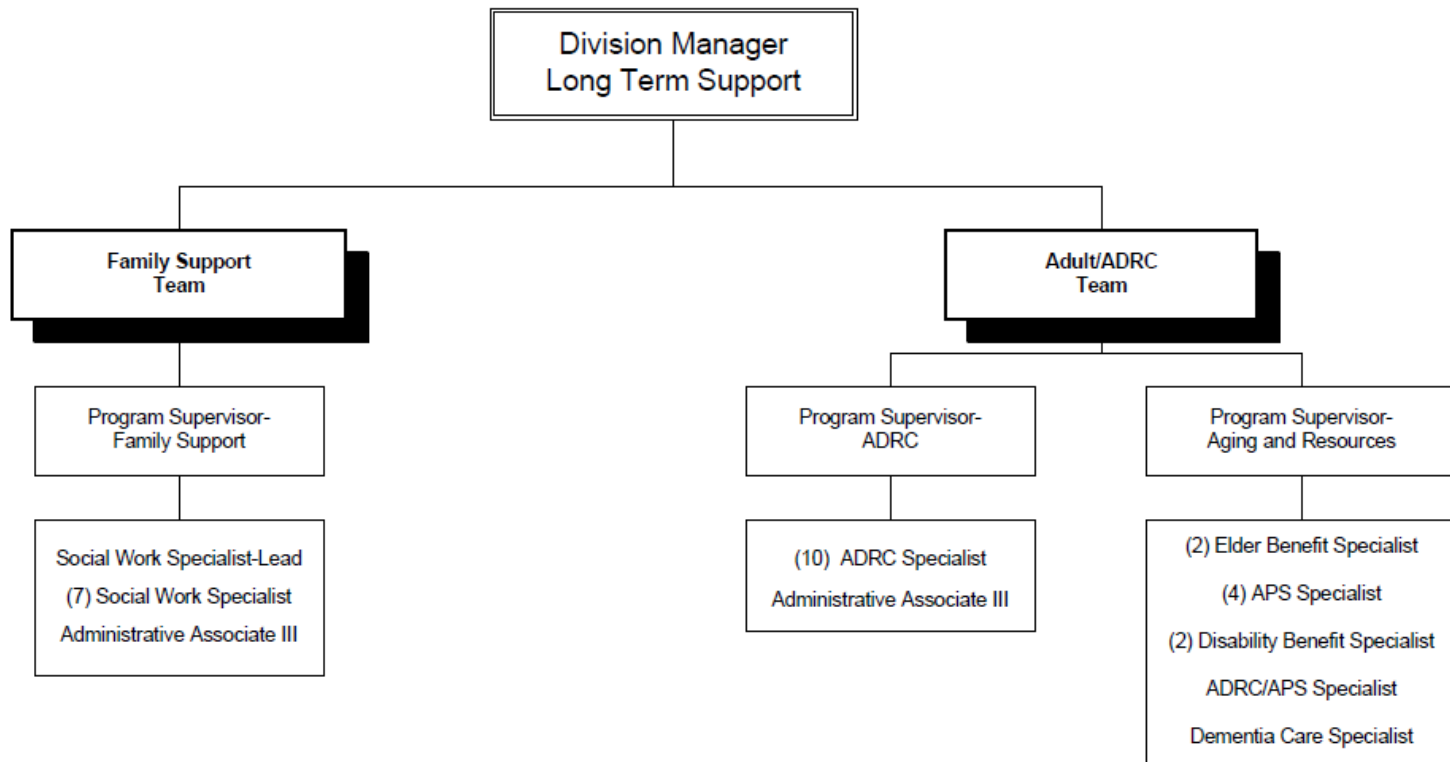 Division Manager
Long Term Support
Family Support
Team
Adult/ADRC
Team
Program Supervisor-
Family Support
Program Supervisor-
ADRC
Program Supervisor-
Aging and Resources
Social Work Specialist-Lead
(7) Social Work Specialist
Administrative Associate III
(10) ADRC Specialist
Administrative Associate III
(2) Elder Benefit Specialist
(4) APS Specialist
(2) Disability Benefit Specialist
ADRC/APS Specialist
Dementia Care Specialist